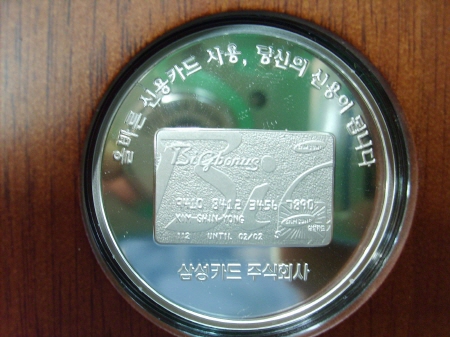 올바른 신용카드 사용, 당신의 신용이 됩니다
Bigbonus
9410 8412 3456 7890
KIM-SHIN-YONG
112 UNTIL 02/02
삼성카드 주식회사